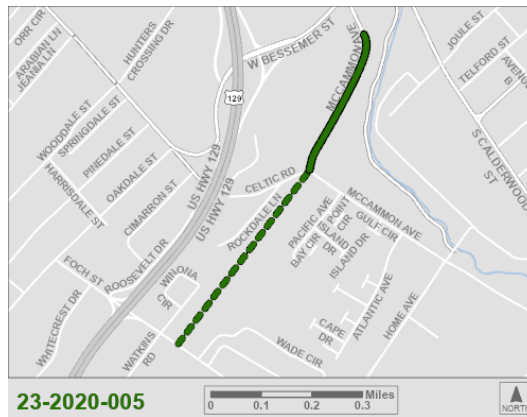 ORR CIR
ARABIAN LN
JEANIA LN
HUNTERS
CROSSING DR
W BESSEMER ST
MCCAMMON AVE
JOULE ST
TELFORD ST
AVENUE
B
S CALDERWOOD
ST
129
WOODDALE ST
SPRINGDALE ST
PINEDALE ST
HARRISDALE ST
OAKDALE ST
CIMARRON ST
US HWY 129
US HWY 129
CELTIC RD
ROCKDALE LN
MCCAMMON AVE
PACIFIC AVE
BAY CIR
POINT
CIR
ISLAND
DR
GULF CIR
ISLAND DR
ATLANTIC AVE
HOME AVE
CAPE
DR
WADE CIR
FOCH ST
ROOSEVELT DR
WINONA
CIR
WHITECREST DR
WATKINS
RD
23-2020-005
Miles
0 0.1 0.2 0.3
NORTH